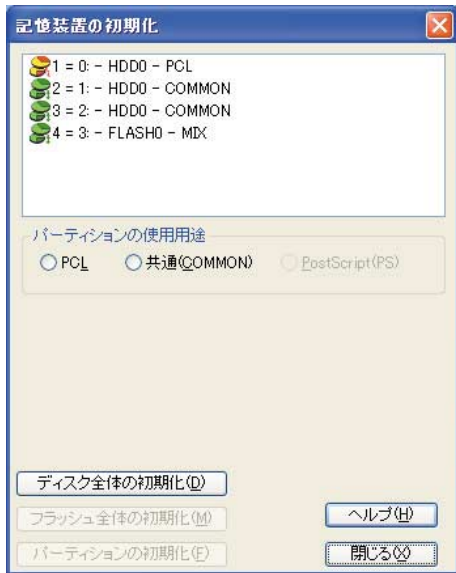 記憶装置の初期化
1 = 0: - HDD0 - PCL
2 = 1: - HDD0 - COMMON
3 = 2: - HDD0 - COMMON
4 = 3: - FLASH0 - MIX
パーティションの使用用途
PCL 共通(COMMON) PostScript(PS)
ディスク全体の初期化(D)
フラッシュ全体の初期化(M) ヘルプ(H)
パーティションの初期化(F) 閉じる(X)